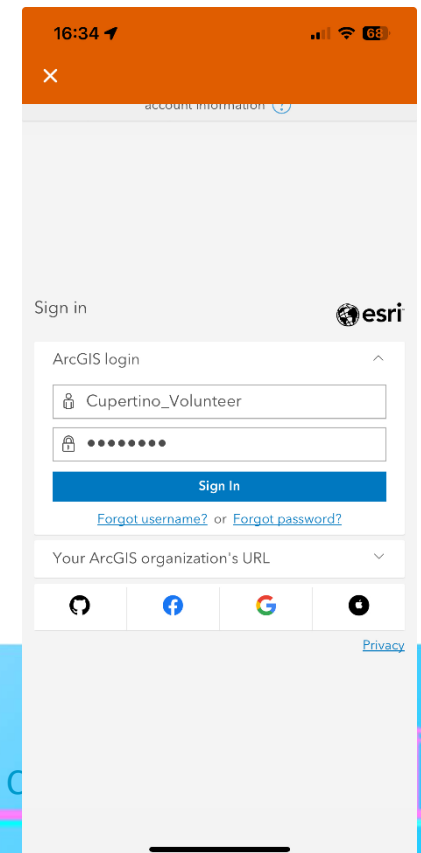 16:34
68
account information ?
Sign in
esri
ArcGIS login
Cupertino_Volunteer
Sign In
Forgot username? or Forgot password?
Your ArcGIS organization's URL
G
Privacy